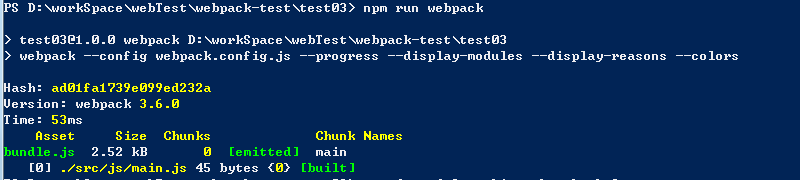 PS D:\workSpace\webTest\webpack-test\test03> npm run webpack
> test03@1.0.0 webpack D:\workSpace\webTest\webpack-test\test03
> webpack --config webpack.config.js --progress --display-modules --display-reasons --colors
Hash: ad01fa1739e099ed232a
Version: webpack 3.6.0
Time: 53ms
Asset Size Chunks Chunk Names
bundle.js 2.52 kB 0 [emitted] main
[0] ./src/js/main.js 45 bytes {0} [built]